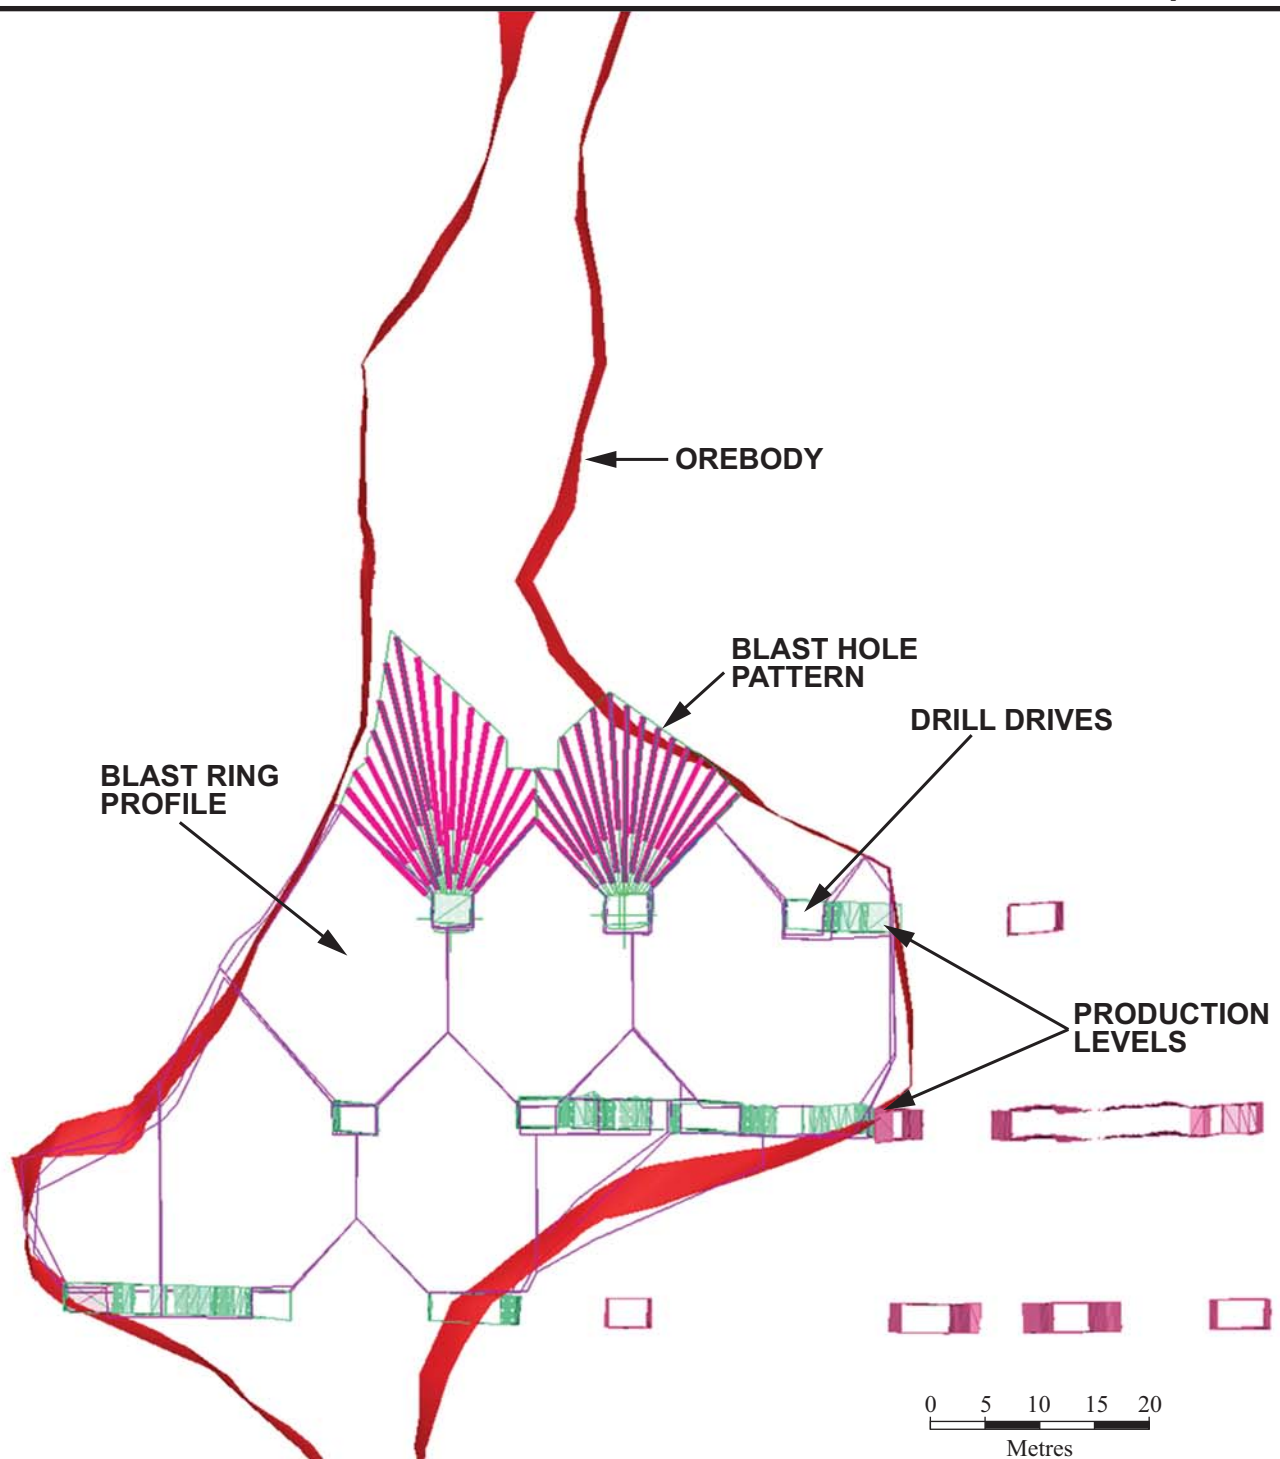 OREBODY
BLAST HOLE
PATTERN
DRILL DRIVES
BLAST RING
PROFILE
PRODUCTION
LEVELS
0 5 10 15 20
Metres